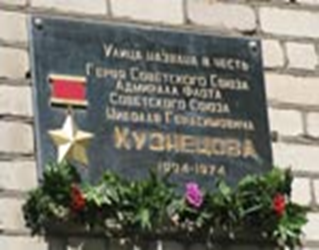 Улица названа в честь
Героя Советского Союза
Адмирала Флота
Советского Союза
Николая Герасимовича
Кузнецова
1904-1974